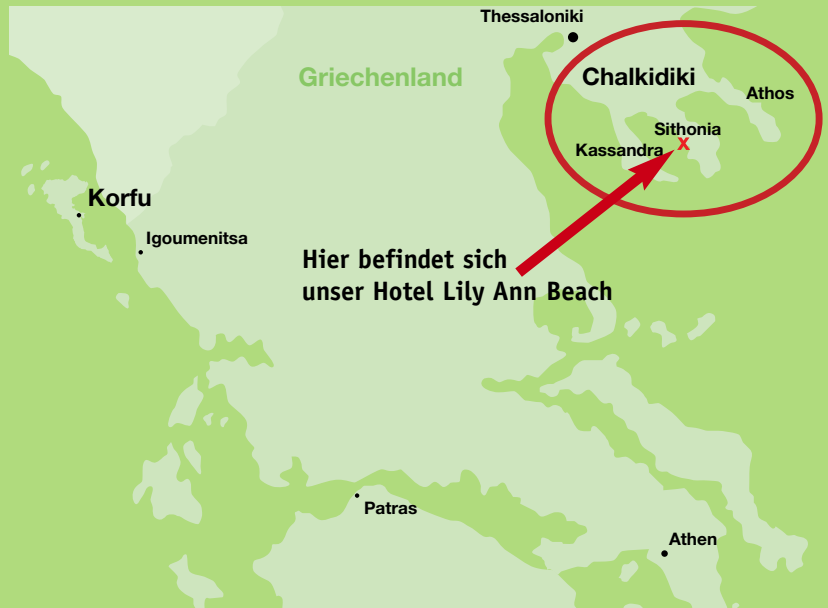 Thessaloniki
Griechenland
Chalkidiki
Athos
Sithonia
x
Kassandra
Korfu
Igoumenitsa
Hier befindet sich
unser Hotel Lily Ann Beach
Patras
Athen